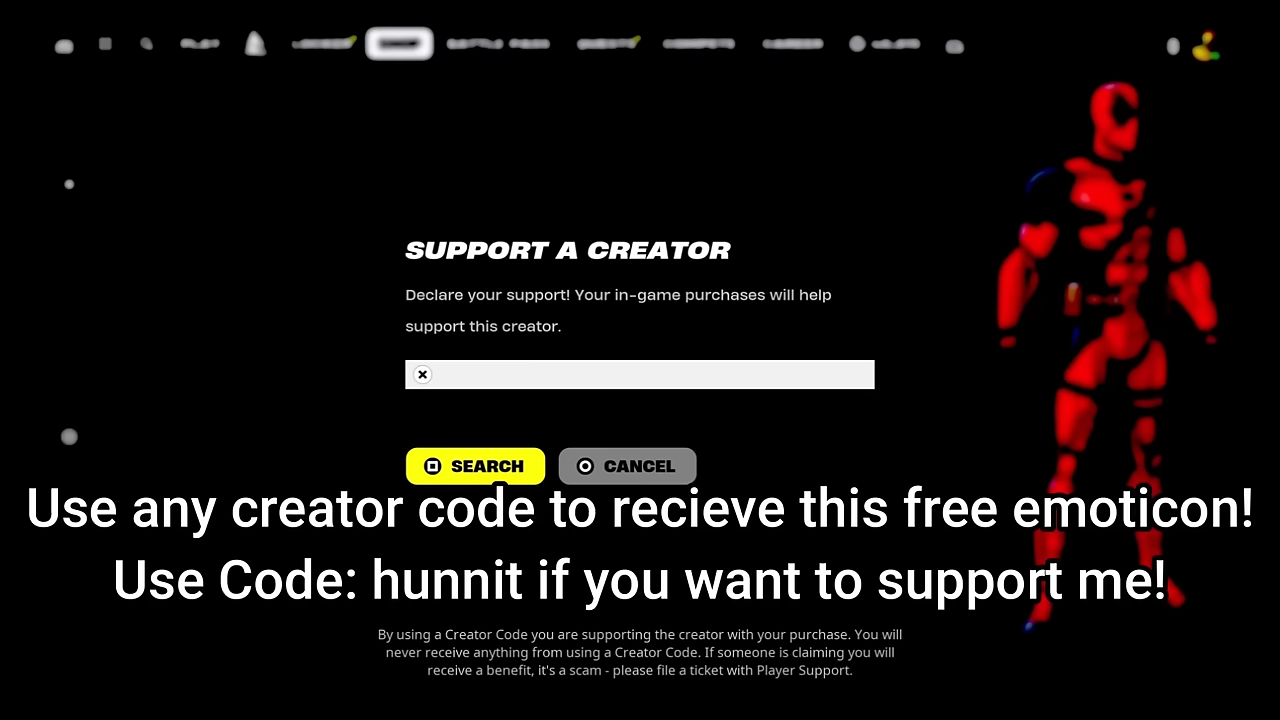 SUPPORT A CREATOR
Declare your support! Your in-game purchases will help
support this creator.
SEARCH CANCEL
Use any creator code to recieve this free emoticon!
Use Code: hunnit if you want to support me!
By using a Creator Code you are supporting the creator with your purchase. You will
never receive anything from using a Creator Code. If someone is claiming you will
receive a benefit, it's a scam - please file a ticket with Player Support.